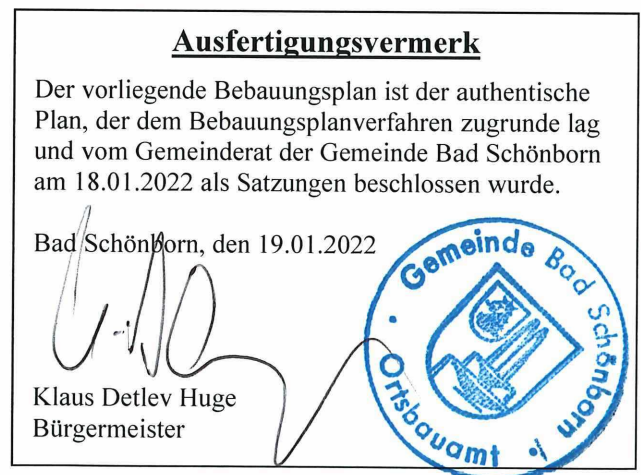 Ausfertigungsvermerk
Der vorliegende Bebauungsplan ist der authentische
Plan, der dem Bebauungsplanverfahren zugrunde lag
und vom Gemeinderat der Gemeinde Bad Schönborn
am 18.01.2022 als Satzungen beschlossen wurde.
Bad Schönborn, den 19.01.2022
Klaus Detlev Huge
Bürgermeister
Gemeinde Bad Schönborn
Ortsbauamt